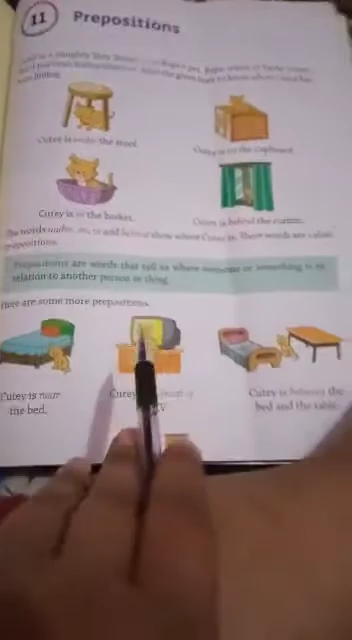 11
Prepositions
Cutey is under the stool.
Cutey is on the cupboard.
Cutey is in the basket.
Cutey is behind the curtain.
The words under, on, in and behind show where Cutey is. These words are called
prepositions.
Prepositions are words that tell us where someone or something is in
relation to another person or thing.
Here are some more prepositions.
Cutey is near
the bed.
Cutey
TV
Cutey is between the
bed and the table.